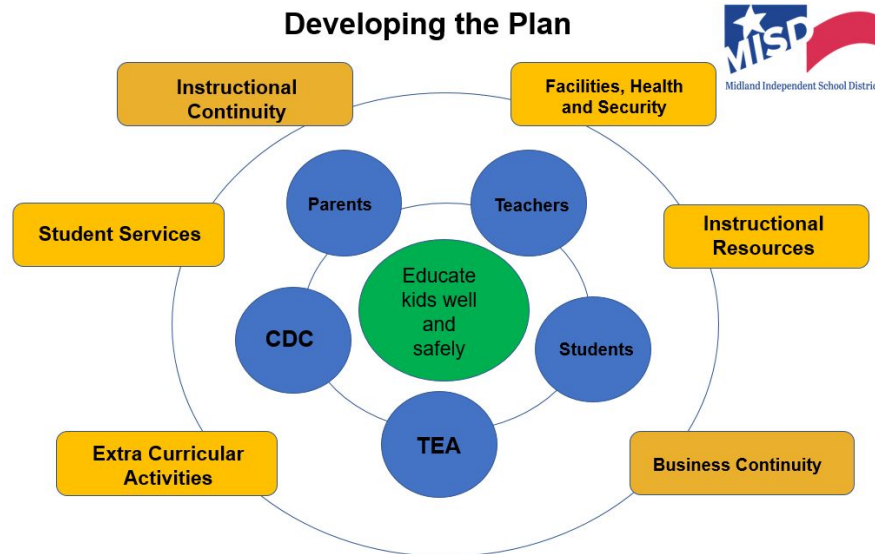 Developing the Plan
MISD
Midland Independent School District
Instructional
Continuity
Facilities, Health
and Security
Parents
Teachers
Student Services
Instructional
Resources
Educate
kids well
and
safely
CDC
Students
TEA
Extra Curricular
Activities
Business Continuity